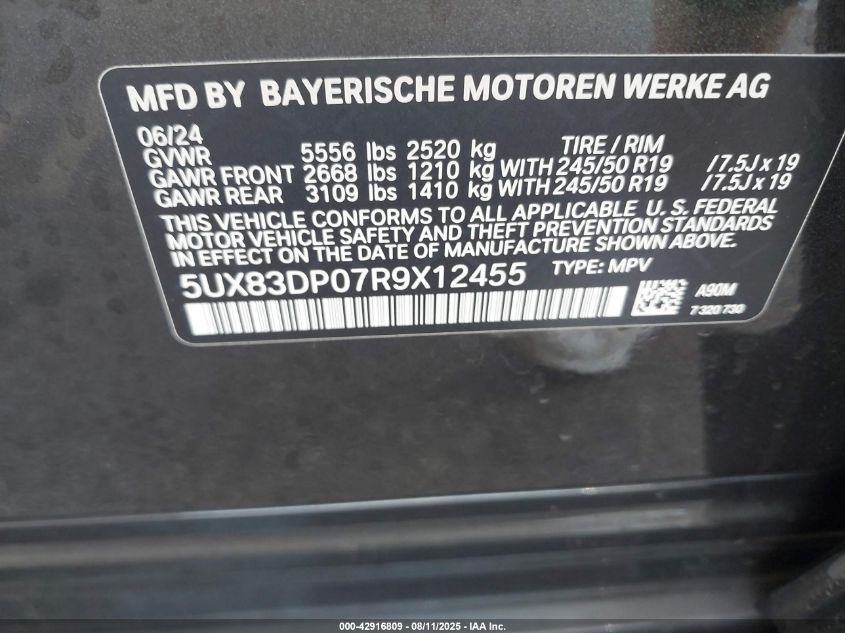 MFD BY BAYERISCHE MOTOREN WERKE AG
06/24 TIRE / RIM
GVWR 5556 lbs 2520 kg
GAWR FRONT 2668 lbs 1210 kg WITH 245/50 R19 /7.5J x 19
GAWR REAR 3109 lbs 1410 kg WITH 245/50 R19 /7.5J x 19
THIS VEHICLE CONFORMS TO ALL APPLICABLE U.S. FEDERAL
MOTOR VEHICLE SAFETY AND THEFT PREVENTION STANDARDS
IN EFFECT ON THE DATE OF MANUFACTURE SHOWN ABOVE.
5UX83DP07R9X12455 TYPE: MPV
A90M
7 320 730
000-42916809 - 08/11/2025 - IAA Inc.